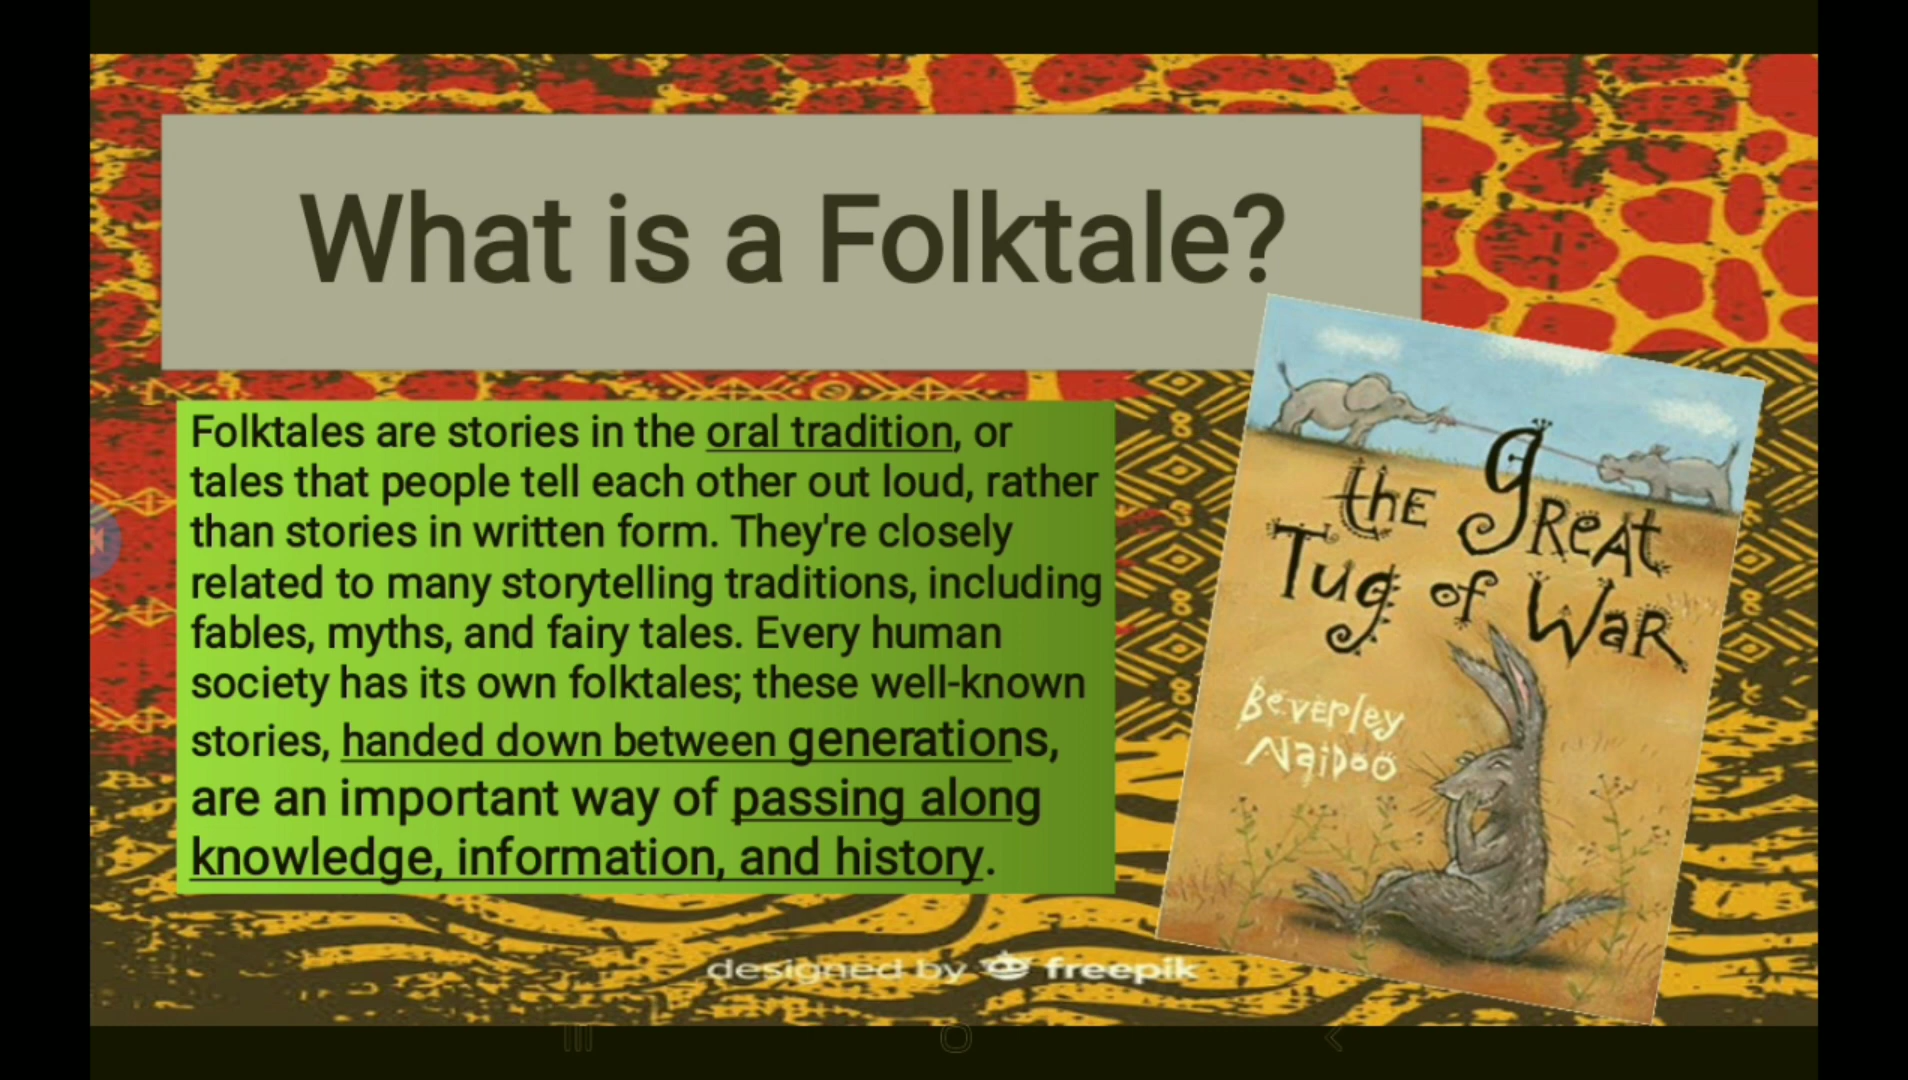 What is a Folktale?
Folktales are stories in the oral tradition, or
tales that people tell each other out loud, rather
than stories in written form. They're closely
related to many storytelling traditions, including
fables, myths, and fairy tales. Every human
society has its own folktales; these well-known
stories, handed down between generations,
are an important way of passing along
knowledge, information, and history.
the great
Tug of War
Beverley
Naidoo
designed by freepik